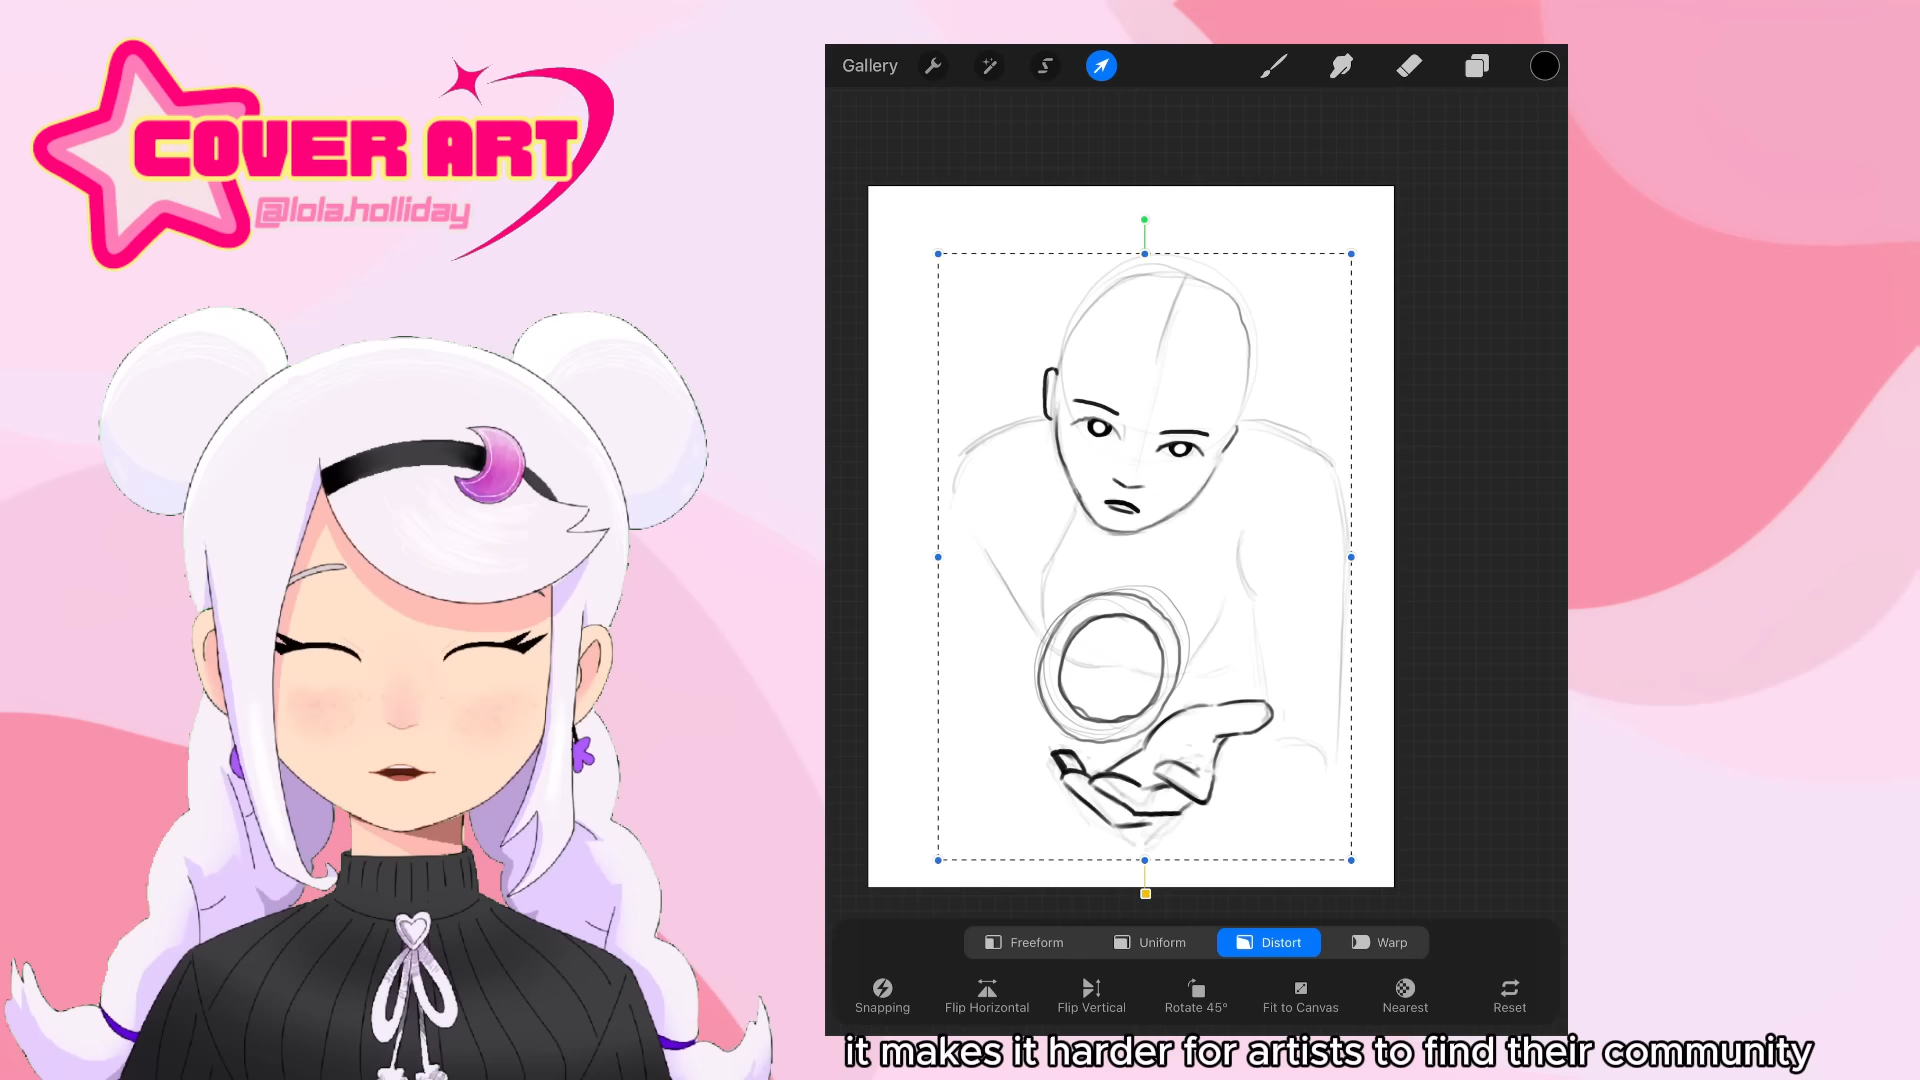 COVER ART
@lola.holliday
Gallery
Freeform Uniform Distort Warp
Snapping Flip Horizontal Flip Vertical Rotate 45° Fit to Canvas Nearest Reset
it makes it harder for artists to find their community